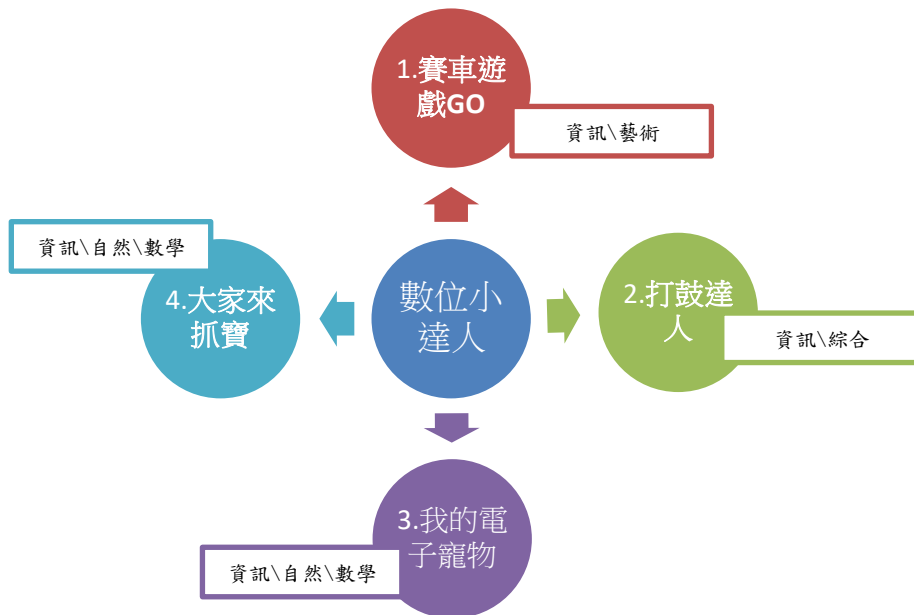 1.賽車遊
戲GO
資訊\藝術
資訊\自然\數學
4.大家來
抓寶
數位小
達人
2.打鼓達
人
資訊\綜合
3.我的電
子寵物
資訊\自然\數學